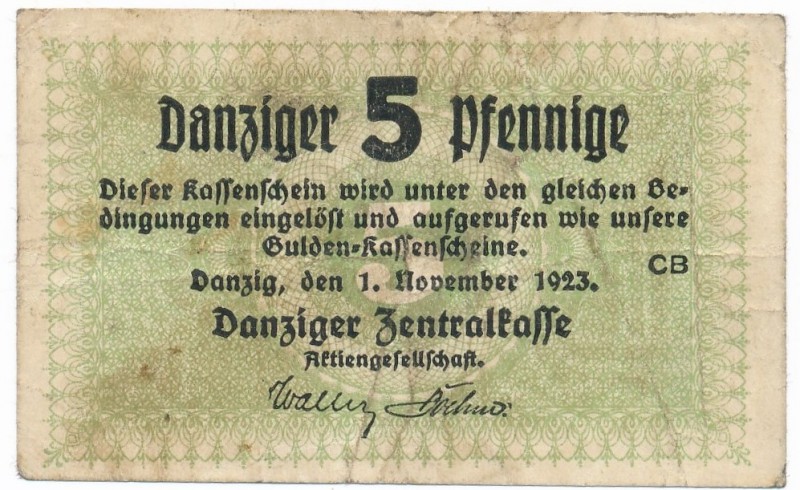 Danziger 5 Pfennige
Dieser Kassenschein wird unter den gleichen Be-
dingungen eingelöst und aufgerufen wie unsere
Gulden-Kassenscheine.
CB
Danzig, den 1. November 1923.
Danziger Zentralkasse
Aktiengesellschaft.